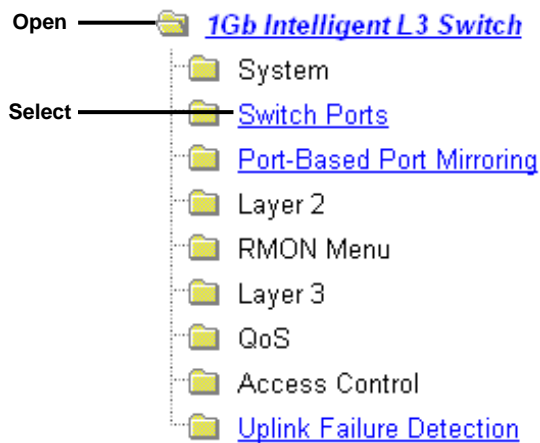 Open 1Gb Intelligent L3 Switch
System
Select Switch Ports
Port-Based Port Mirroring
Layer 2
RMON Menu
Layer 3
QoS
Access Control
Uplink Failure Detection